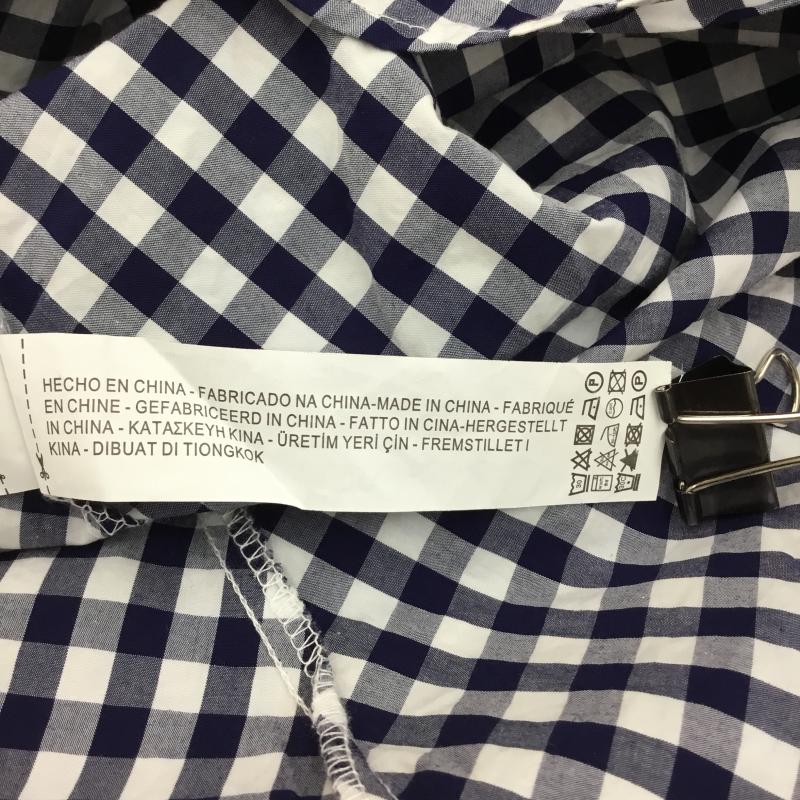 HECHO EN CHINA - FABRICADO NA CHINA-MADE IN CHINA - FABRIQUÉ
EN CHINE - GEFABRICEERD IN CHINA - FATTO IN CINA-HERGESTELLT
IN CHINA - ΚΑΤΑΣΚΕΥΗ ΚΙΝΑ - ÜRETİM YERİ ÇİN - FREMSTILLET I
KINA - DIBUAT DI TIONGKOK
P P
30